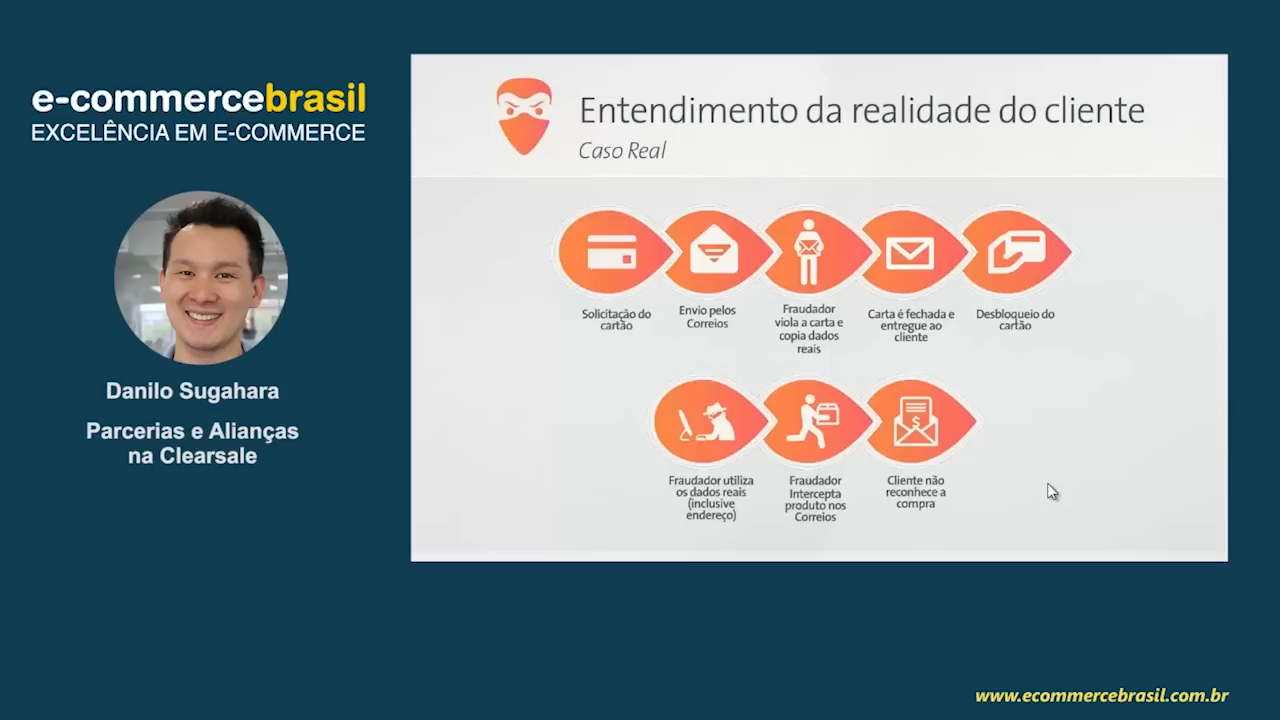 e-commercebrasil
EXCELÊNCIA EM E-COMMERCE
Danilo Sugahara
Parcerias e Alianças
na Clearsale
Entendimento da realidade do cliente
Caso Real
Solicitação do
cartão
Envio pelos
Correios
Fraudador
viola a carta e
copia dados
reais
Carta é fechada e
entregue ao
cliente
Desbloqueio do
cartão
Fraudador utiliza
os dados reais
(inclusive
endereço)
Fraudador
Intercepta
produto nos
Correios
$
Cliente não
reconhece a
compra
www.ecommercebrasil.com.br